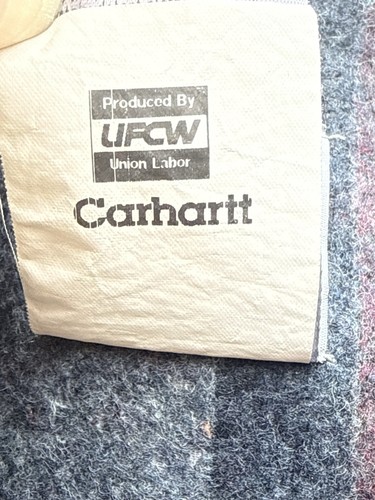 Produced By
UFCW
Union Labor
Carhartt